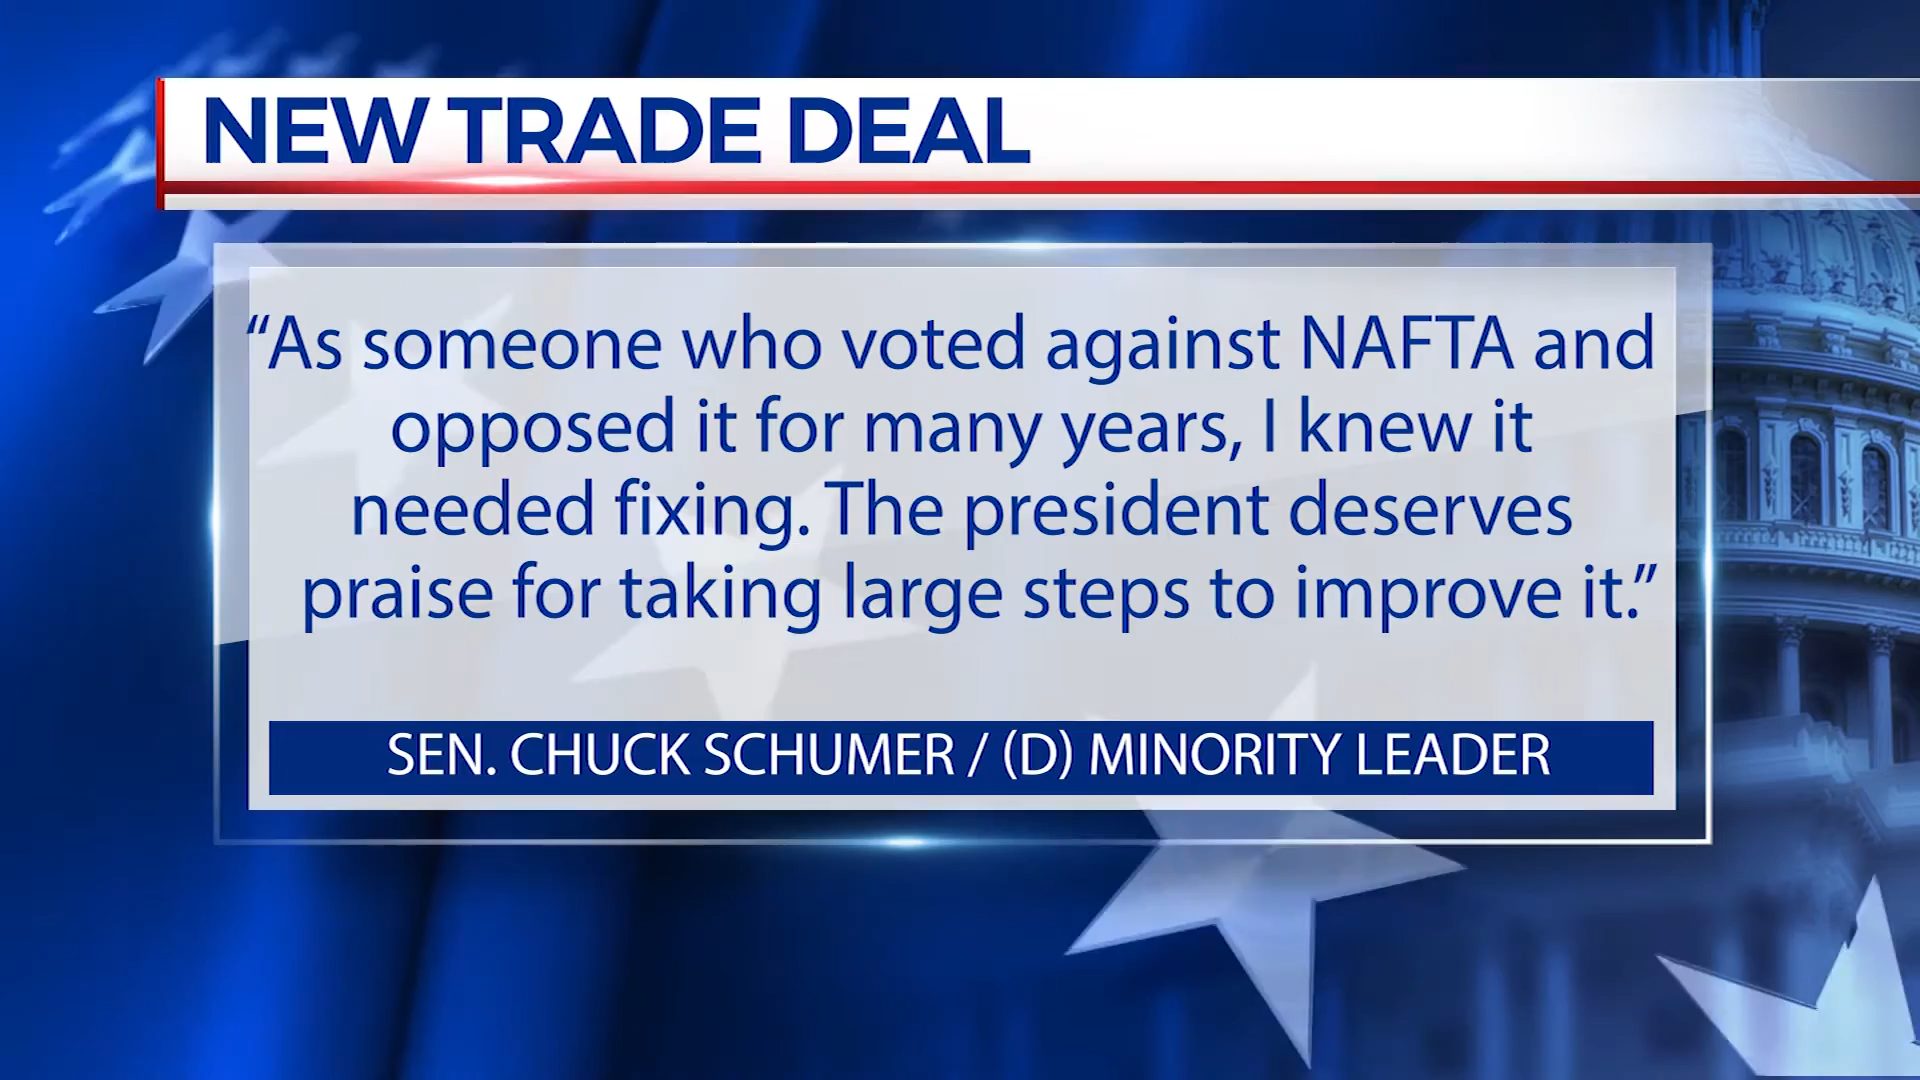 NEW TRADE DEAL
“As someone who voted against NAFTA and
opposed it for many years, I knew it
needed fixing. The president deserves
praise for taking large steps to improve it.”
SEN. CHUCK SCHUMER / (D) MINORITY LEADER